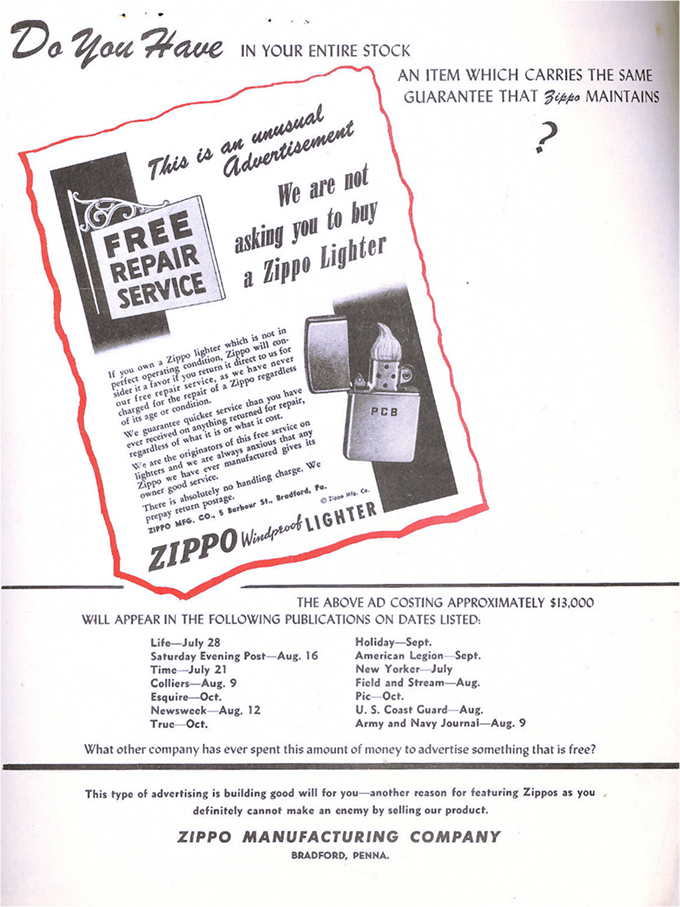 Do You Have IN YOUR ENTIRE STOCK
AN ITEM WHICH CARRIES THE SAME
GUARANTEE THAT Zippo MAINTAINS
?
This is an unusual
Advertisement
We are not
asking you to buy
a Zippo Lighter
FREE
REPAIR
SERVICE
If you own a Zippo lighter which is not in
perfect operating condition, Zippo will con-
sider it a favor if you return it direct to us for
our free repair service, as we have never
charged for the repair of a Zippo regardless
of its age or condition.
We guarantee quicker service than you have
ever received on anything returned for repair,
regardless of what it is or what it cost.
We are the originators of this free service on
lighters and we are always anxious that any
Zippo we have ever manufactured gives its
owner good service.
There is absolutely no handling charge. We
prepay return postage.
© Zippo Mfg. Co.
ZIPPO MFG. CO., 5 Barbour St., Bradford, Pa.
PCB
ZIPPO Windproof LIGHTER
THE ABOVE AD COSTING APPROXIMATELY $13,000
WILL APPEAR IN THE FOLLOWING PUBLICATIONS ON DATES LISTED:
Life—July 28
Saturday Evening Post—Aug. 16
Time—July 21
Colliers—Aug. 9
Esquire—Oct.
Newsweek—Aug. 12
True—Oct.
Holiday—Sept.
American Legion—Sept.
New Yorker—July
Field and Stream—Aug.
Pic—Oct.
U. S. Coast Guard—Aug.
Army and Navy Journal—Aug. 9
What other company has ever spent this amount of money to advertise something that is free?
This type of advertising is building good will for you—another reason for featuring Zippos as you
definitely cannot make an enemy by selling our product.
ZIPPO MANUFACTURING COMPANY
BRADFORD, PENNA.